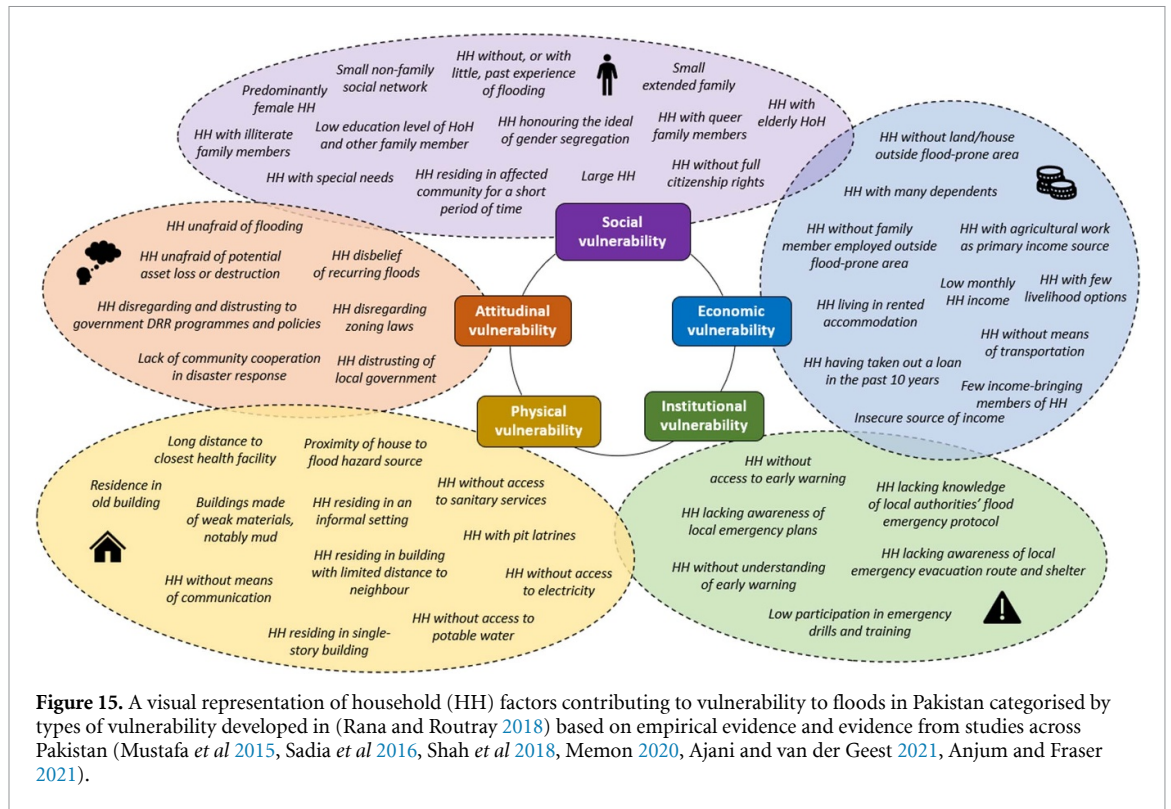 HH without, or with
little, past experience
of flooding
Small non-family
social network
Small
extended family
Predominantly
female HH
HH with
elderly HoH
HH with illiterate
family members
Low education level of HoH
and other family member
HH honouring the ideal
of gender segregation
HH with queer
family members
HH with special needs
HH residing in affected
community for a short
period of time
Large HH
HH without full
citizenship rights
Social
vulnerability
HH without land/house
outside flood-prone area
HH with many dependents
HH without family
member employed outside
flood-prone area
HH with agricultural work
as primary income source
Low monthly
HH income
HH with few
livelihood options
HH living in rented
accommodation
HH without means
of transportation
HH having taken out a loan
in the past 10 years
Few income-bringing
members of HH
Insecure source of income
Economic
vulnerability
HH unafraid of flooding
HH unafraid of potential
asset loss or destruction
HH disbelief
of recurring floods
HH disregarding and distrusting to
government DRR programmes and policies
HH disregarding
zoning laws
Lack of community cooperation
in disaster response
HH distrusting of
local government
Attitudinal
vulnerability
Physical
vulnerability
Institutional
vulnerability
Long distance to
closest health facility
Proximity of house to
flood hazard source
Residence in
old building
Buildings made
of weak materials,
notably mud
HH residing in an
informal setting
HH without access
to sanitary services
HH with pit latrines
HH without means
of communication
HH residing in building
with limited distance to
neighbour
HH without access
to electricity
HH residing in single-
story building
HH without access to
potable water
HH without
access to early warning
HH lacking knowledge
of local authorities’ flood
emergency protocol
HH lacking awareness of
local emergency plans
HH without understanding
of early warning
HH lacking awareness of local
emergency evacuation route and shelter
Low participation in emergency
drills and training
Figure 15. A visual representation of household (HH) factors contributing to vulnerability to floods in Pakistan categorised by
types of vulnerability developed in (Rana and Routray 2018) based on empirical evidence and evidence from studies across
Pakistan (Mustafa et al 2015, Sadia et al 2016, Shah et al 2018, Memon 2020, Ajani and van der Geest 2021, Anjum and Fraser
2021).